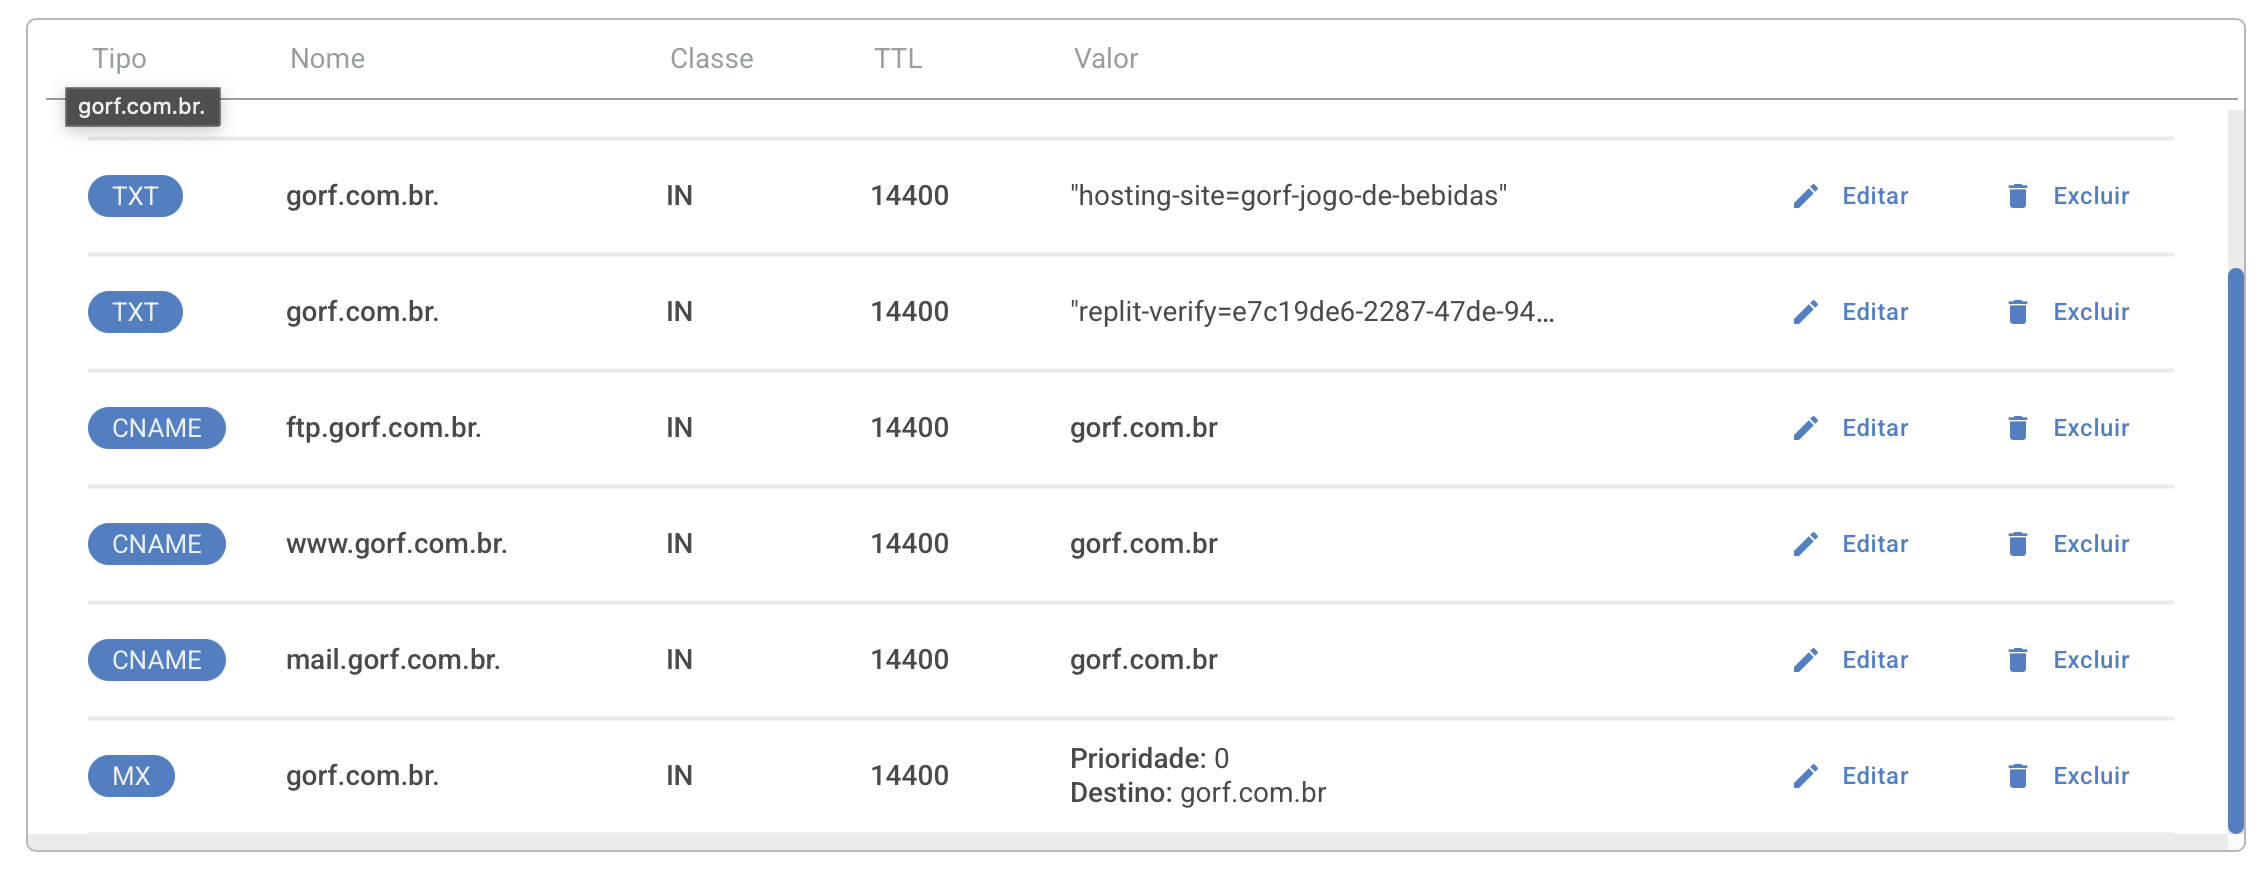 Tipo Nome Classe TTL Valor
gorf.com.br.
TXT gorf.com.br. IN 14400 "hosting-site=gorf-jogo-de-bebidas" Editar Excluir
TXT gorf.com.br. IN 14400 "replit-verify=e7c19de6-2287-47de-94... Editar Excluir
CNAME ftp.gorf.com.br. IN 14400 gorf.com.br Editar Excluir
CNAME www.gorf.com.br. IN 14400 gorf.com.br Editar Excluir
CNAME mail.gorf.com.br. IN 14400 gorf.com.br Editar Excluir
MX gorf.com.br. IN 14400 Prioridade: 0 Editar Excluir
Destino: gorf.com.br